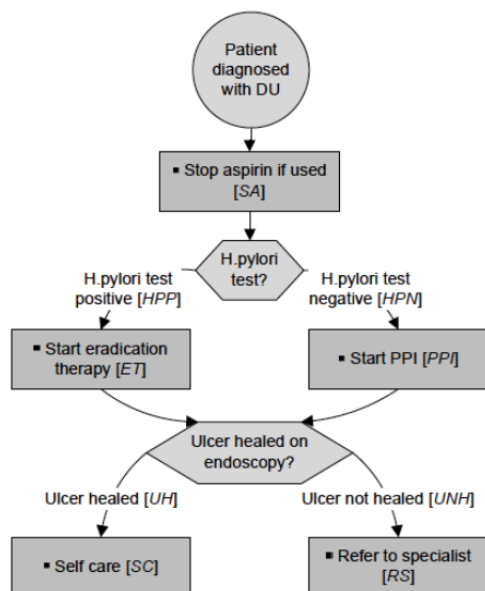 Patient
diagnosed
with DU
▪ Stop aspirin if used
[SA]
H.pylori
test?
H.pylori test
positive [HPP]
H.pylori test
negative [HPN]
▪ Start eradication
therapy [ET]
▪ Start PPI [PPI]
Ulcer healed on
endoscopy?
Ulcer healed [UH]
Ulcer not healed [UNH]
▪ Self care [SC]
▪ Refer to specialist
[RS]